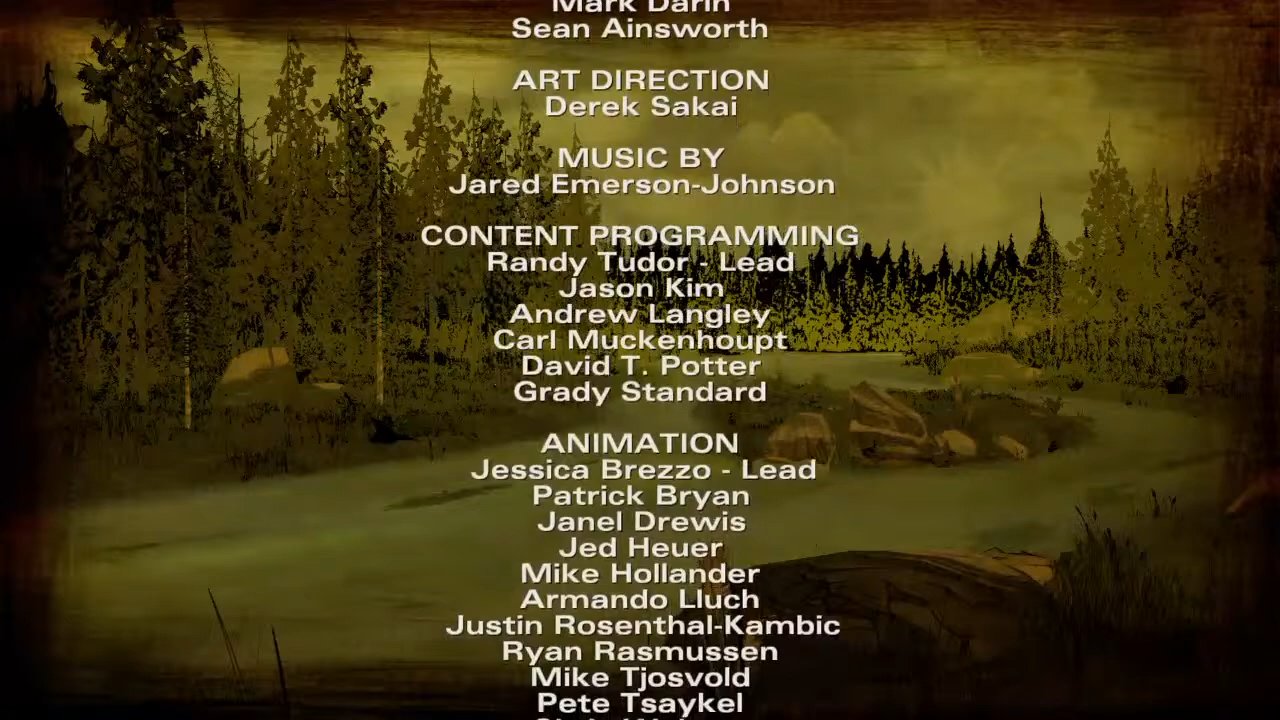 Mark Darin
Sean Ainsworth
ART DIRECTION
Derek Sakai
MUSIC BY
Jared Emerson-Johnson
CONTENT PROGRAMMING
Randy Tudor - Lead
Jason Kim
Andrew Langley
Carl Muckenhoupt
David T. Potter
Grady Standard
ANIMATION
Jessica Brezzo - Lead
Patrick Bryan
Janel Drewis
Jed Heuer
Mike Hollander
Armando Lluch
Justin Rosenthal-Kambic
Ryan Rasmussen
Mike Tjosvold
Pete Tsaykel